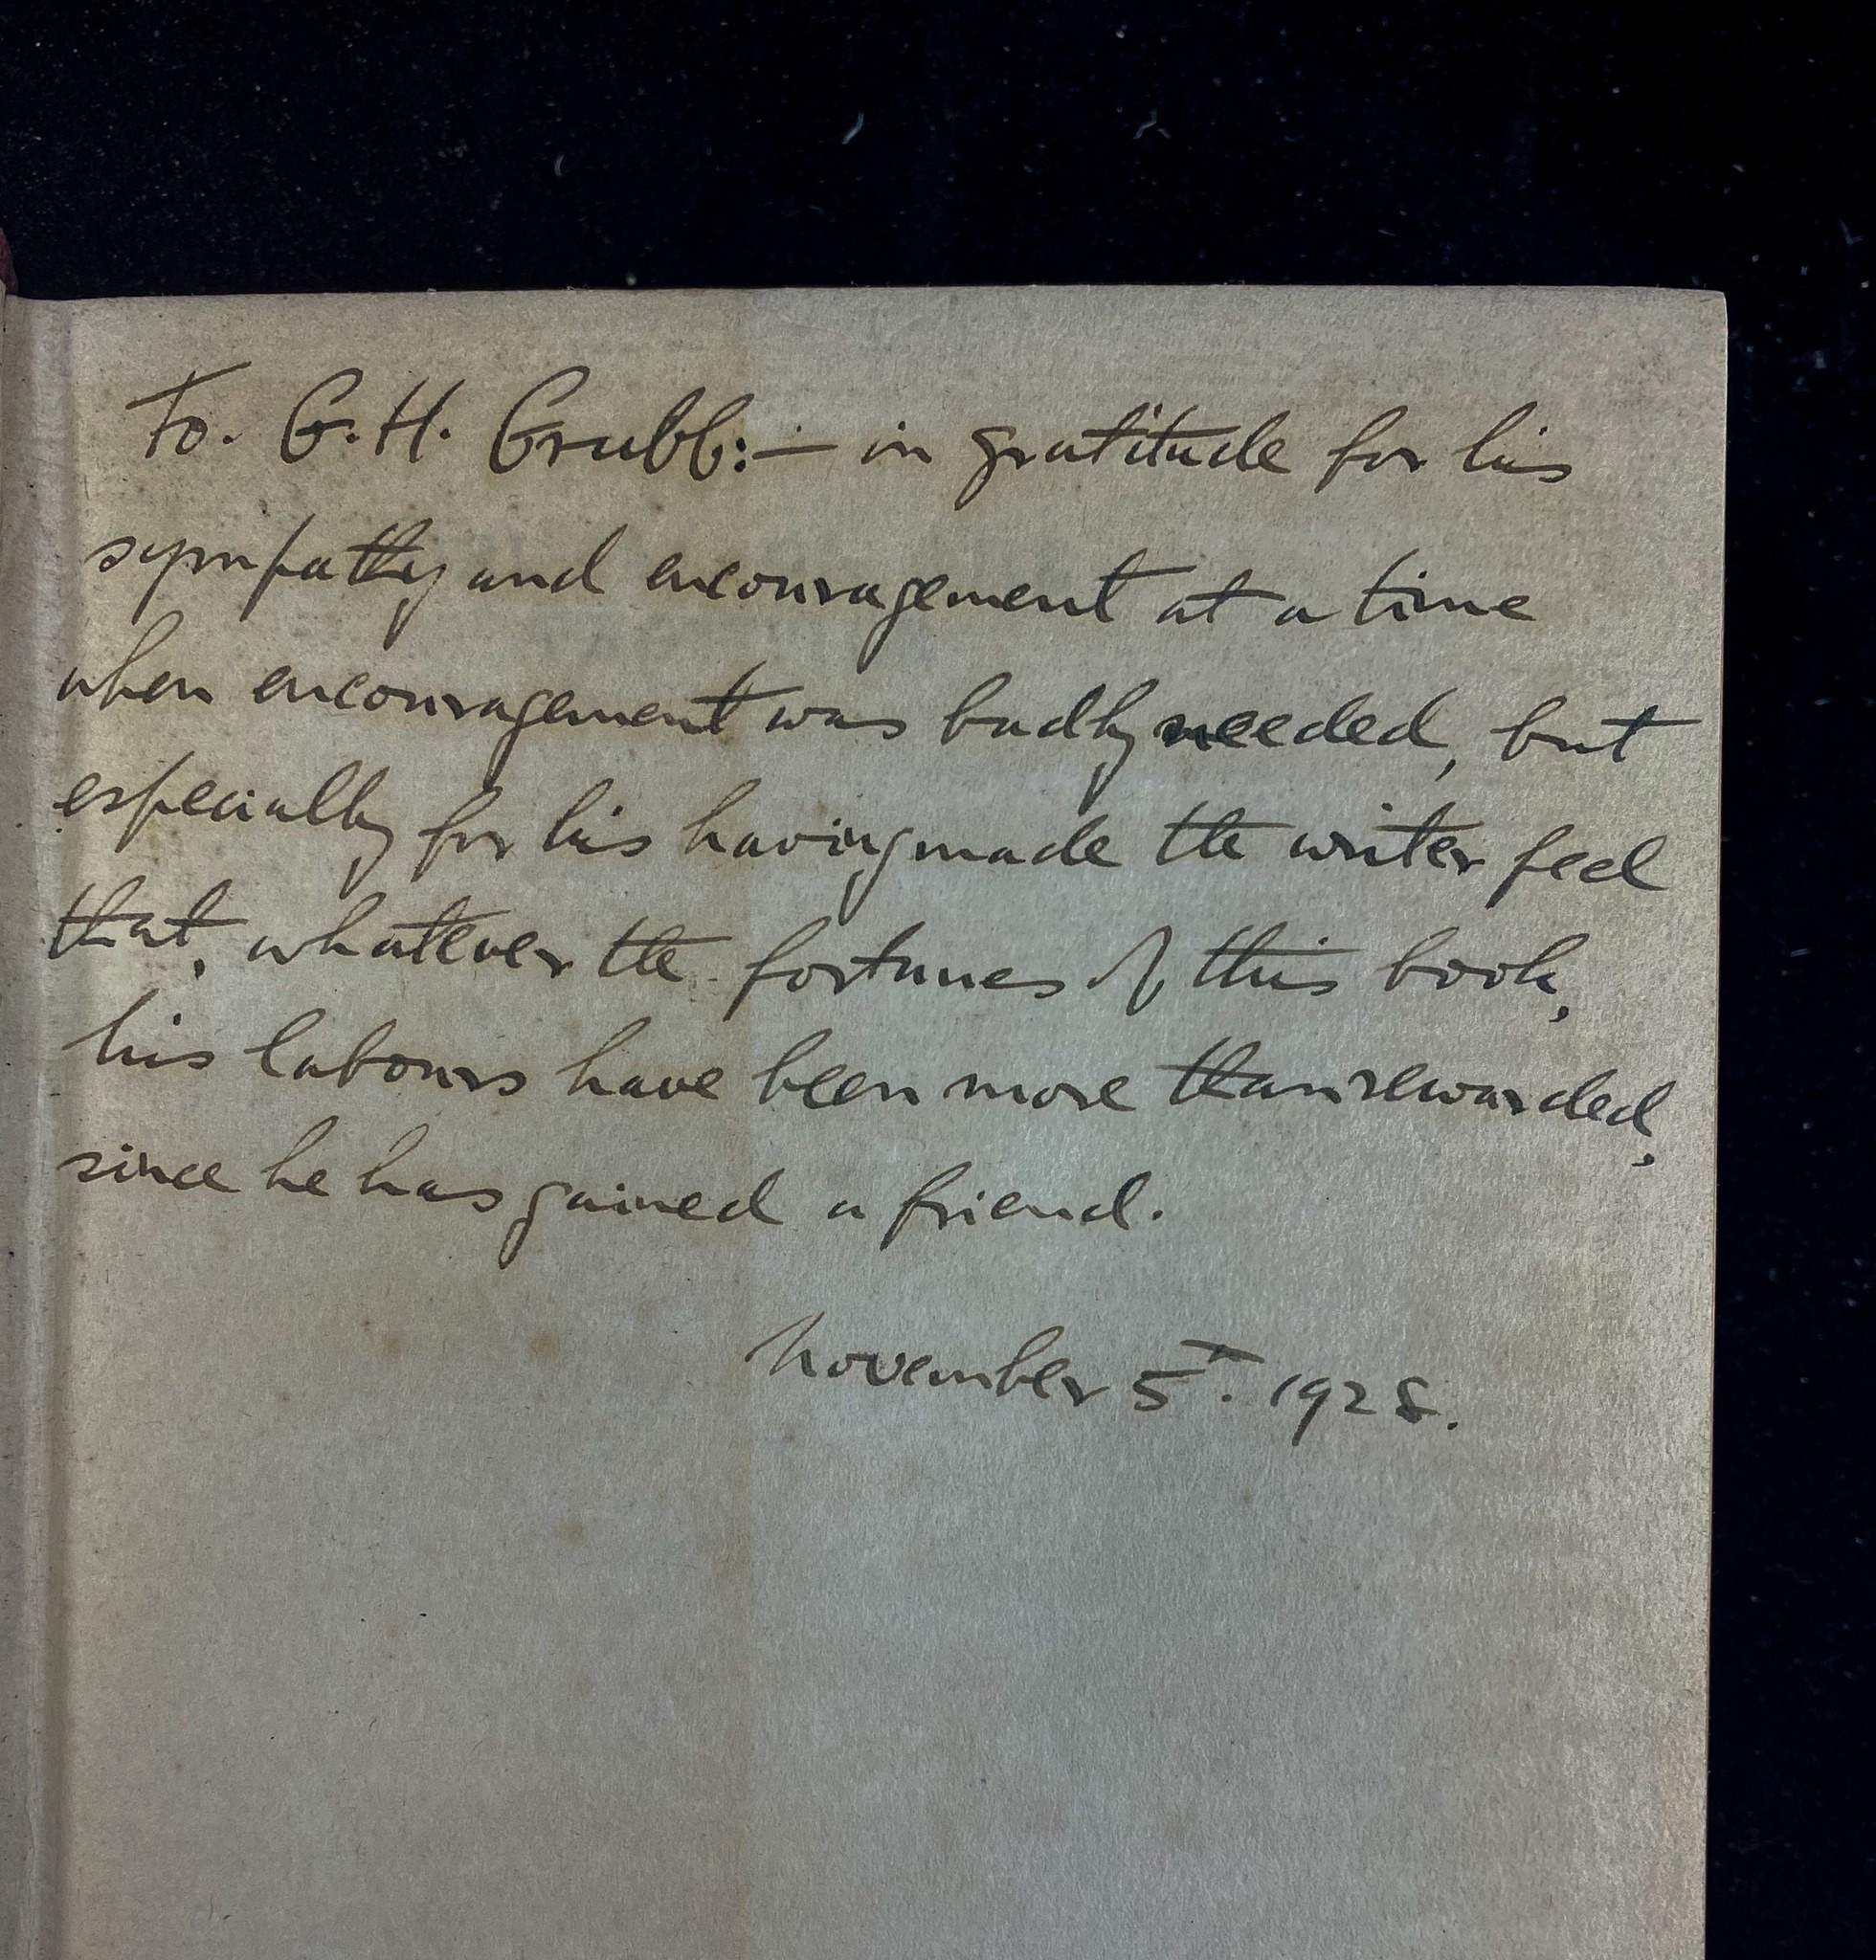 To. G. H. Grubb:— in gratitude for his
sympathy and encouragement at a time
when encouragement was badly needed, but
especially for his having made the writer feel
that, whatever the fortunes of this book,
his labours have been more than rewarded,
since he has gained a friend.
November 5th. 1928.